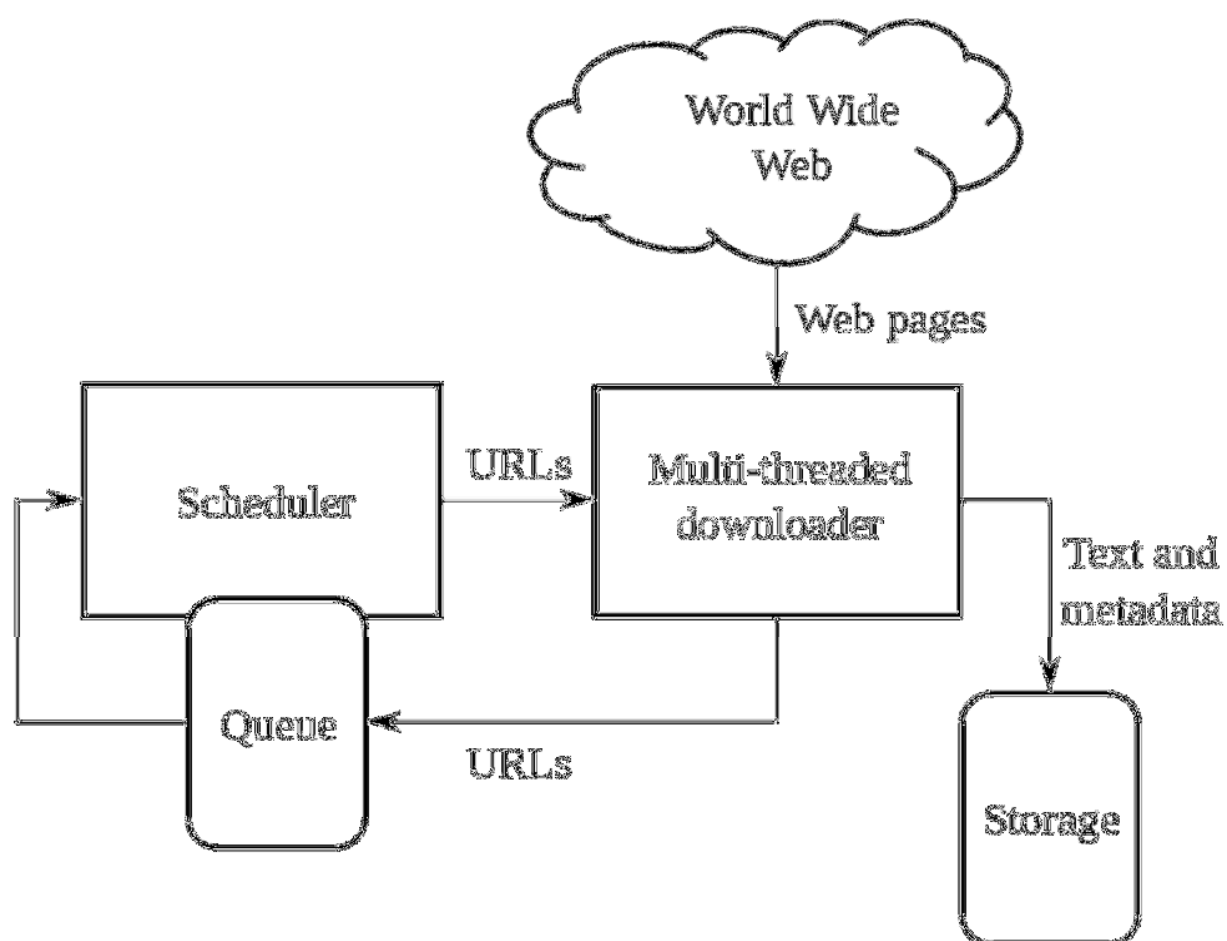 World Wide
Web
Web pages
Scheduler
URLs
Multi-threaded
downloader
Text and
metadata
Queue
URLs
Storage